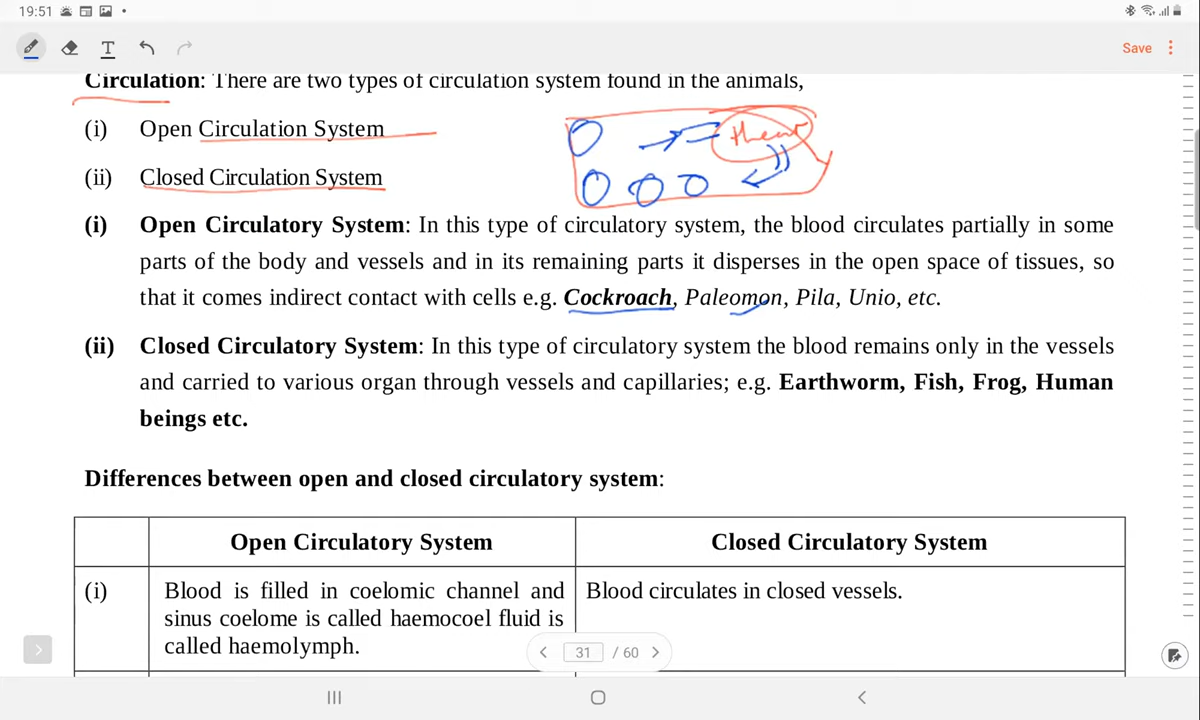 19:51
T
Save
Circulation: There are two types of circulation system found in the animals,
(i) Open Circulation System
heart
(ii) Closed Circulation System
(i) Open Circulatory System: In this type of circulatory system, the blood circulates partially in some
parts of the body and vessels and in its remaining parts it disperses in the open space of tissues, so
that it comes indirect contact with cells e.g. Cockroach, Paleomon, Pila, Unio, etc.
(ii) Closed Circulatory System: In this type of circulatory system the blood remains only in the vessels
and carried to various organ through vessels and capillaries; e.g. Earthworm, Fish, Frog, Human
beings etc.
Differences between open and closed circulatory system:
Open Circulatory System Closed Circulatory System
(i) Blood is filled in coelomic channel and Blood circulates in closed vessels.
sinus coelome is called haemocoel fluid is
called haemolymph.
31 / 60